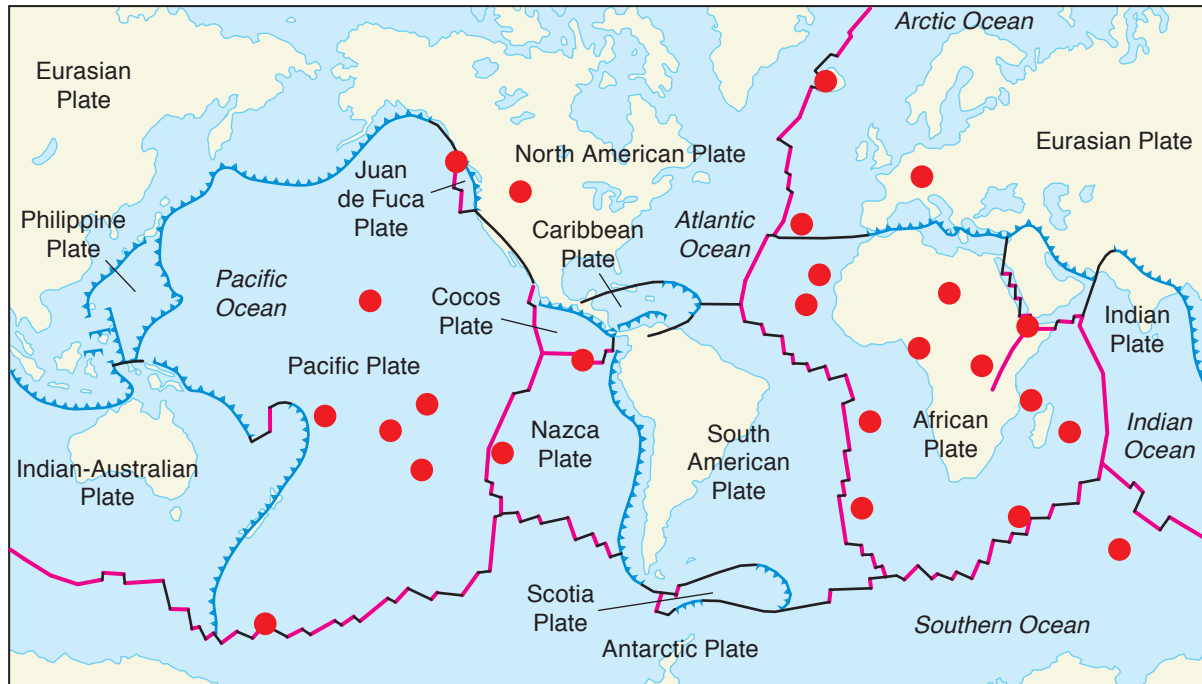 Arctic Ocean
Eurasian
Plate
Eurasian Plate
North American Plate
Juan
de Fuca
Plate
Philippine
Plate
Atlantic
Ocean
Caribbean
Plate
Pacific
Ocean
Cocos
Plate
Indian
Plate
Pacific Plate
African
Plate
Indian
Ocean
Nazca
Plate
South
American
Plate
Indian-Australian
Plate
Scotia
Plate
Southern Ocean
Antarctic Plate